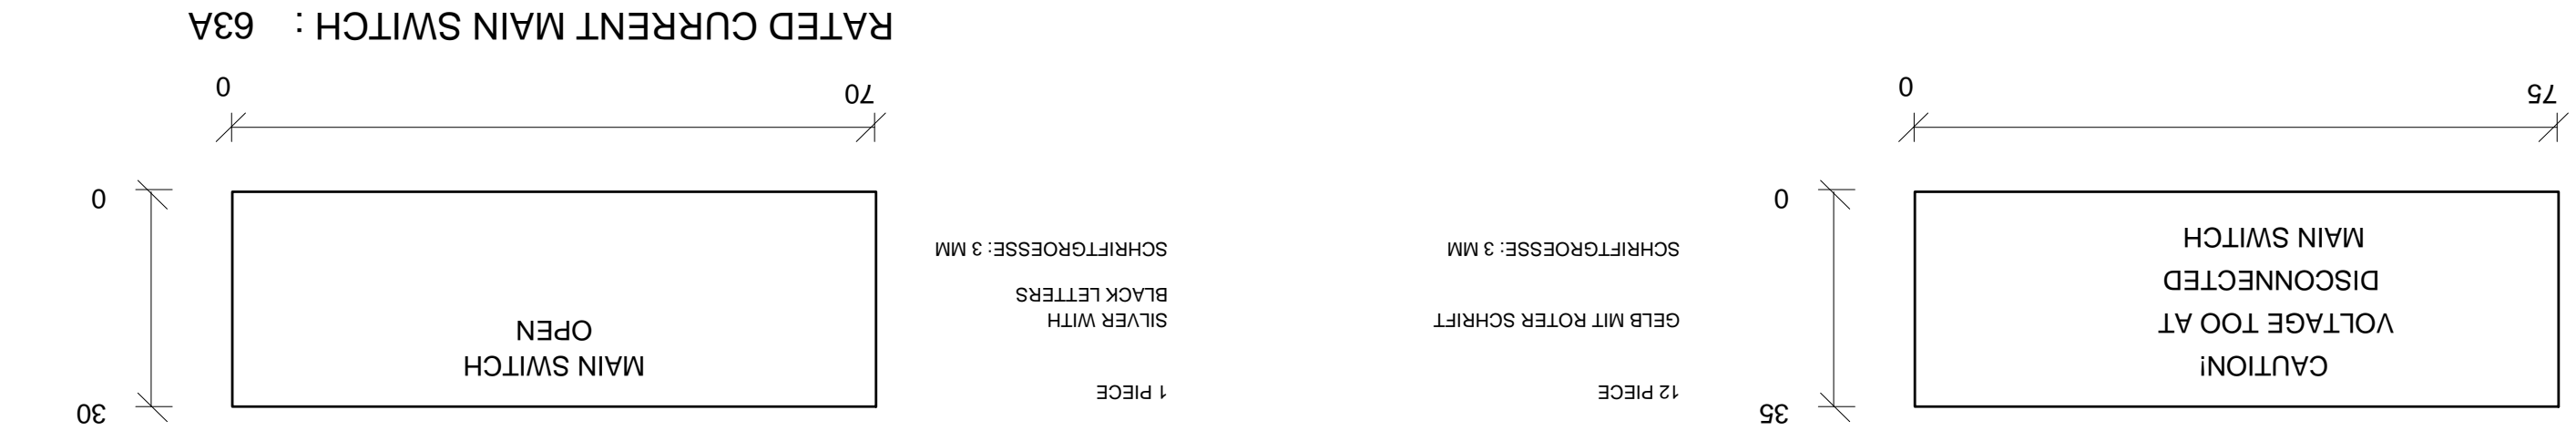 CAUTION!
VOLTAGE TOO AT
DISCONNECTED
MAIN SWITCH
35
0
75
0
12 PIECE
GELB MIT ROTER SCHRIFT
SCHRIFTGROESSE: 3 MM
1 PIECE
SILVER WITH
BLACK LETTERS
SCHRIFTGROESSE: 3 MM
MAIN SWITCH
OPEN
30
0
70
0
RATED CURRENT MAIN SWITCH : 63A